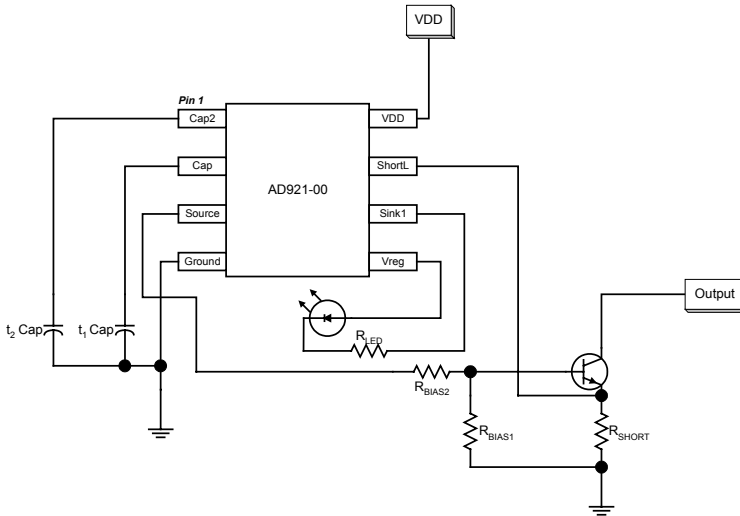 VDD
Pin 1
Cap2
VDD
Cap
ShortL
AD921-00
Source
Sink1
Ground
Vreg
Output
t2 Cap
t1 Cap
RLED
RBIAS2
RBIAS1
RSHORT